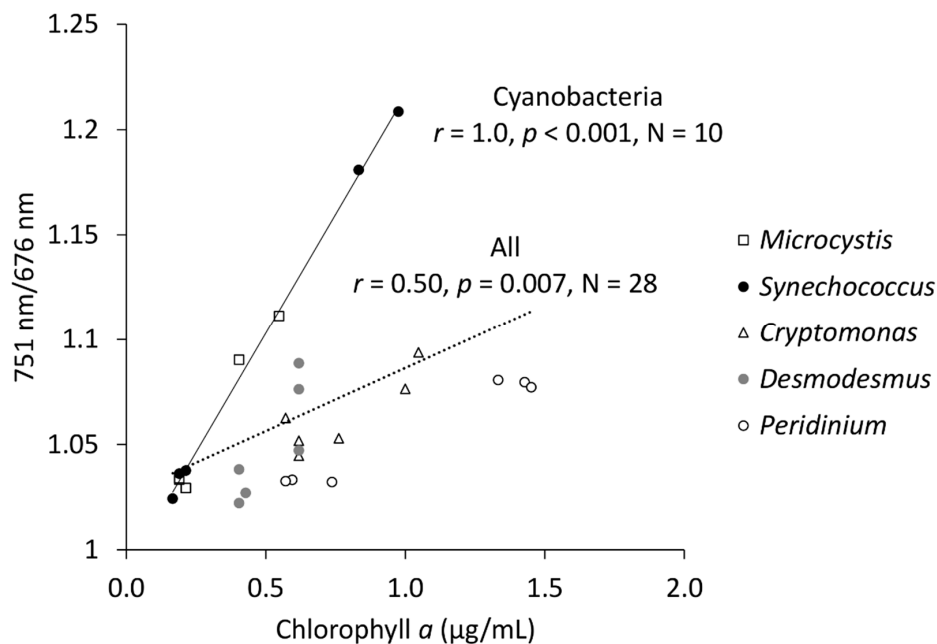 1.25
1.2
1.15
1.1
1.05
1
751 nm/676 nm
Cyanobacteria
r = 1.0, p < 0.001, N = 10
All
r = 0.50, p = 0.007, N = 28
Microcystis
Synechococcus
Cryptomonas
Desmodesmus
Peridinium
0.0 0.5 1.0 1.5 2.0
Chlorophyll a (µg/mL)